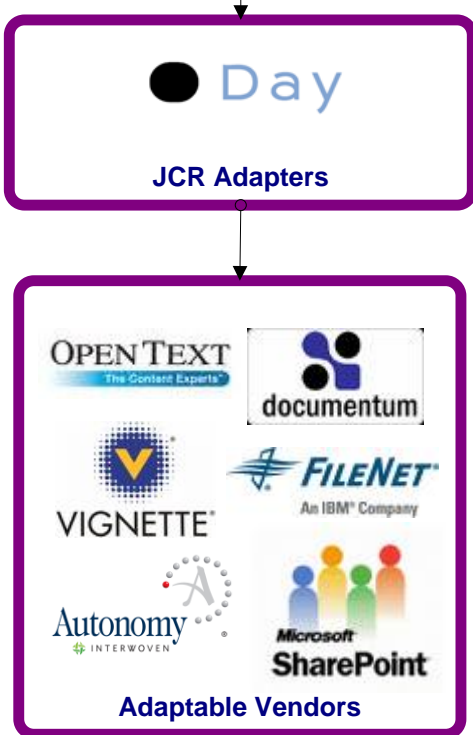 Day
JCR Adapters
OPEN TEXT
The Content Experts™
documentum
VIGNETTE®
FILENET®
An IBM® Company
Autonomy®
INTERWOVEN
Microsoft
SharePoint
Adaptable Vendors